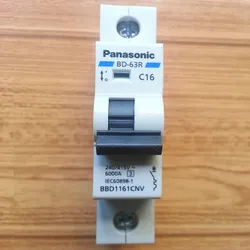 Panasonic
BD-63R
C16
240/415V~
6000A 3
IEC60898-1
BBD1161CNV